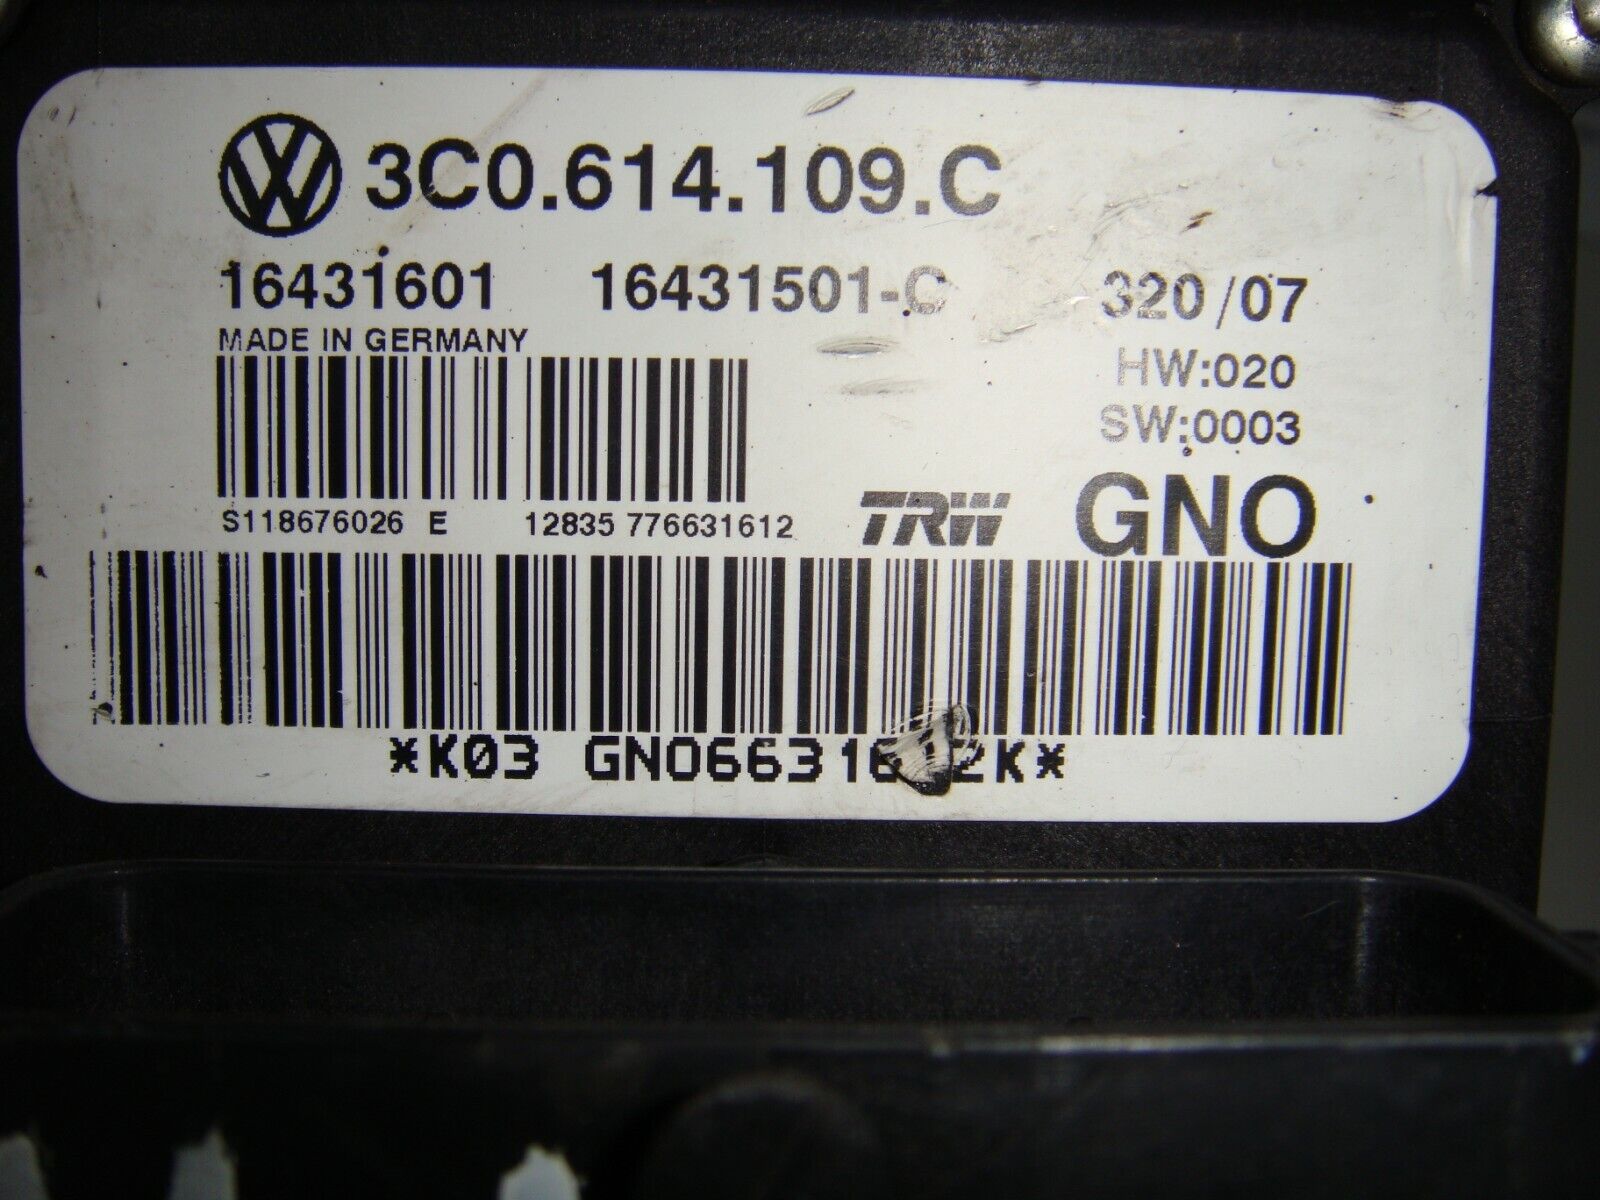 3C0.614.109.C
16431601 16431501-C 320/07
MADE IN GERMANY
HW:020
SW:0003
S118676026 E 12835 776631612
TRW GNO
*K03